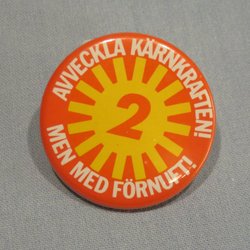 AVVECKLA KÄRNKRAFTEN!
2
MEN MED FÖRNUFT!